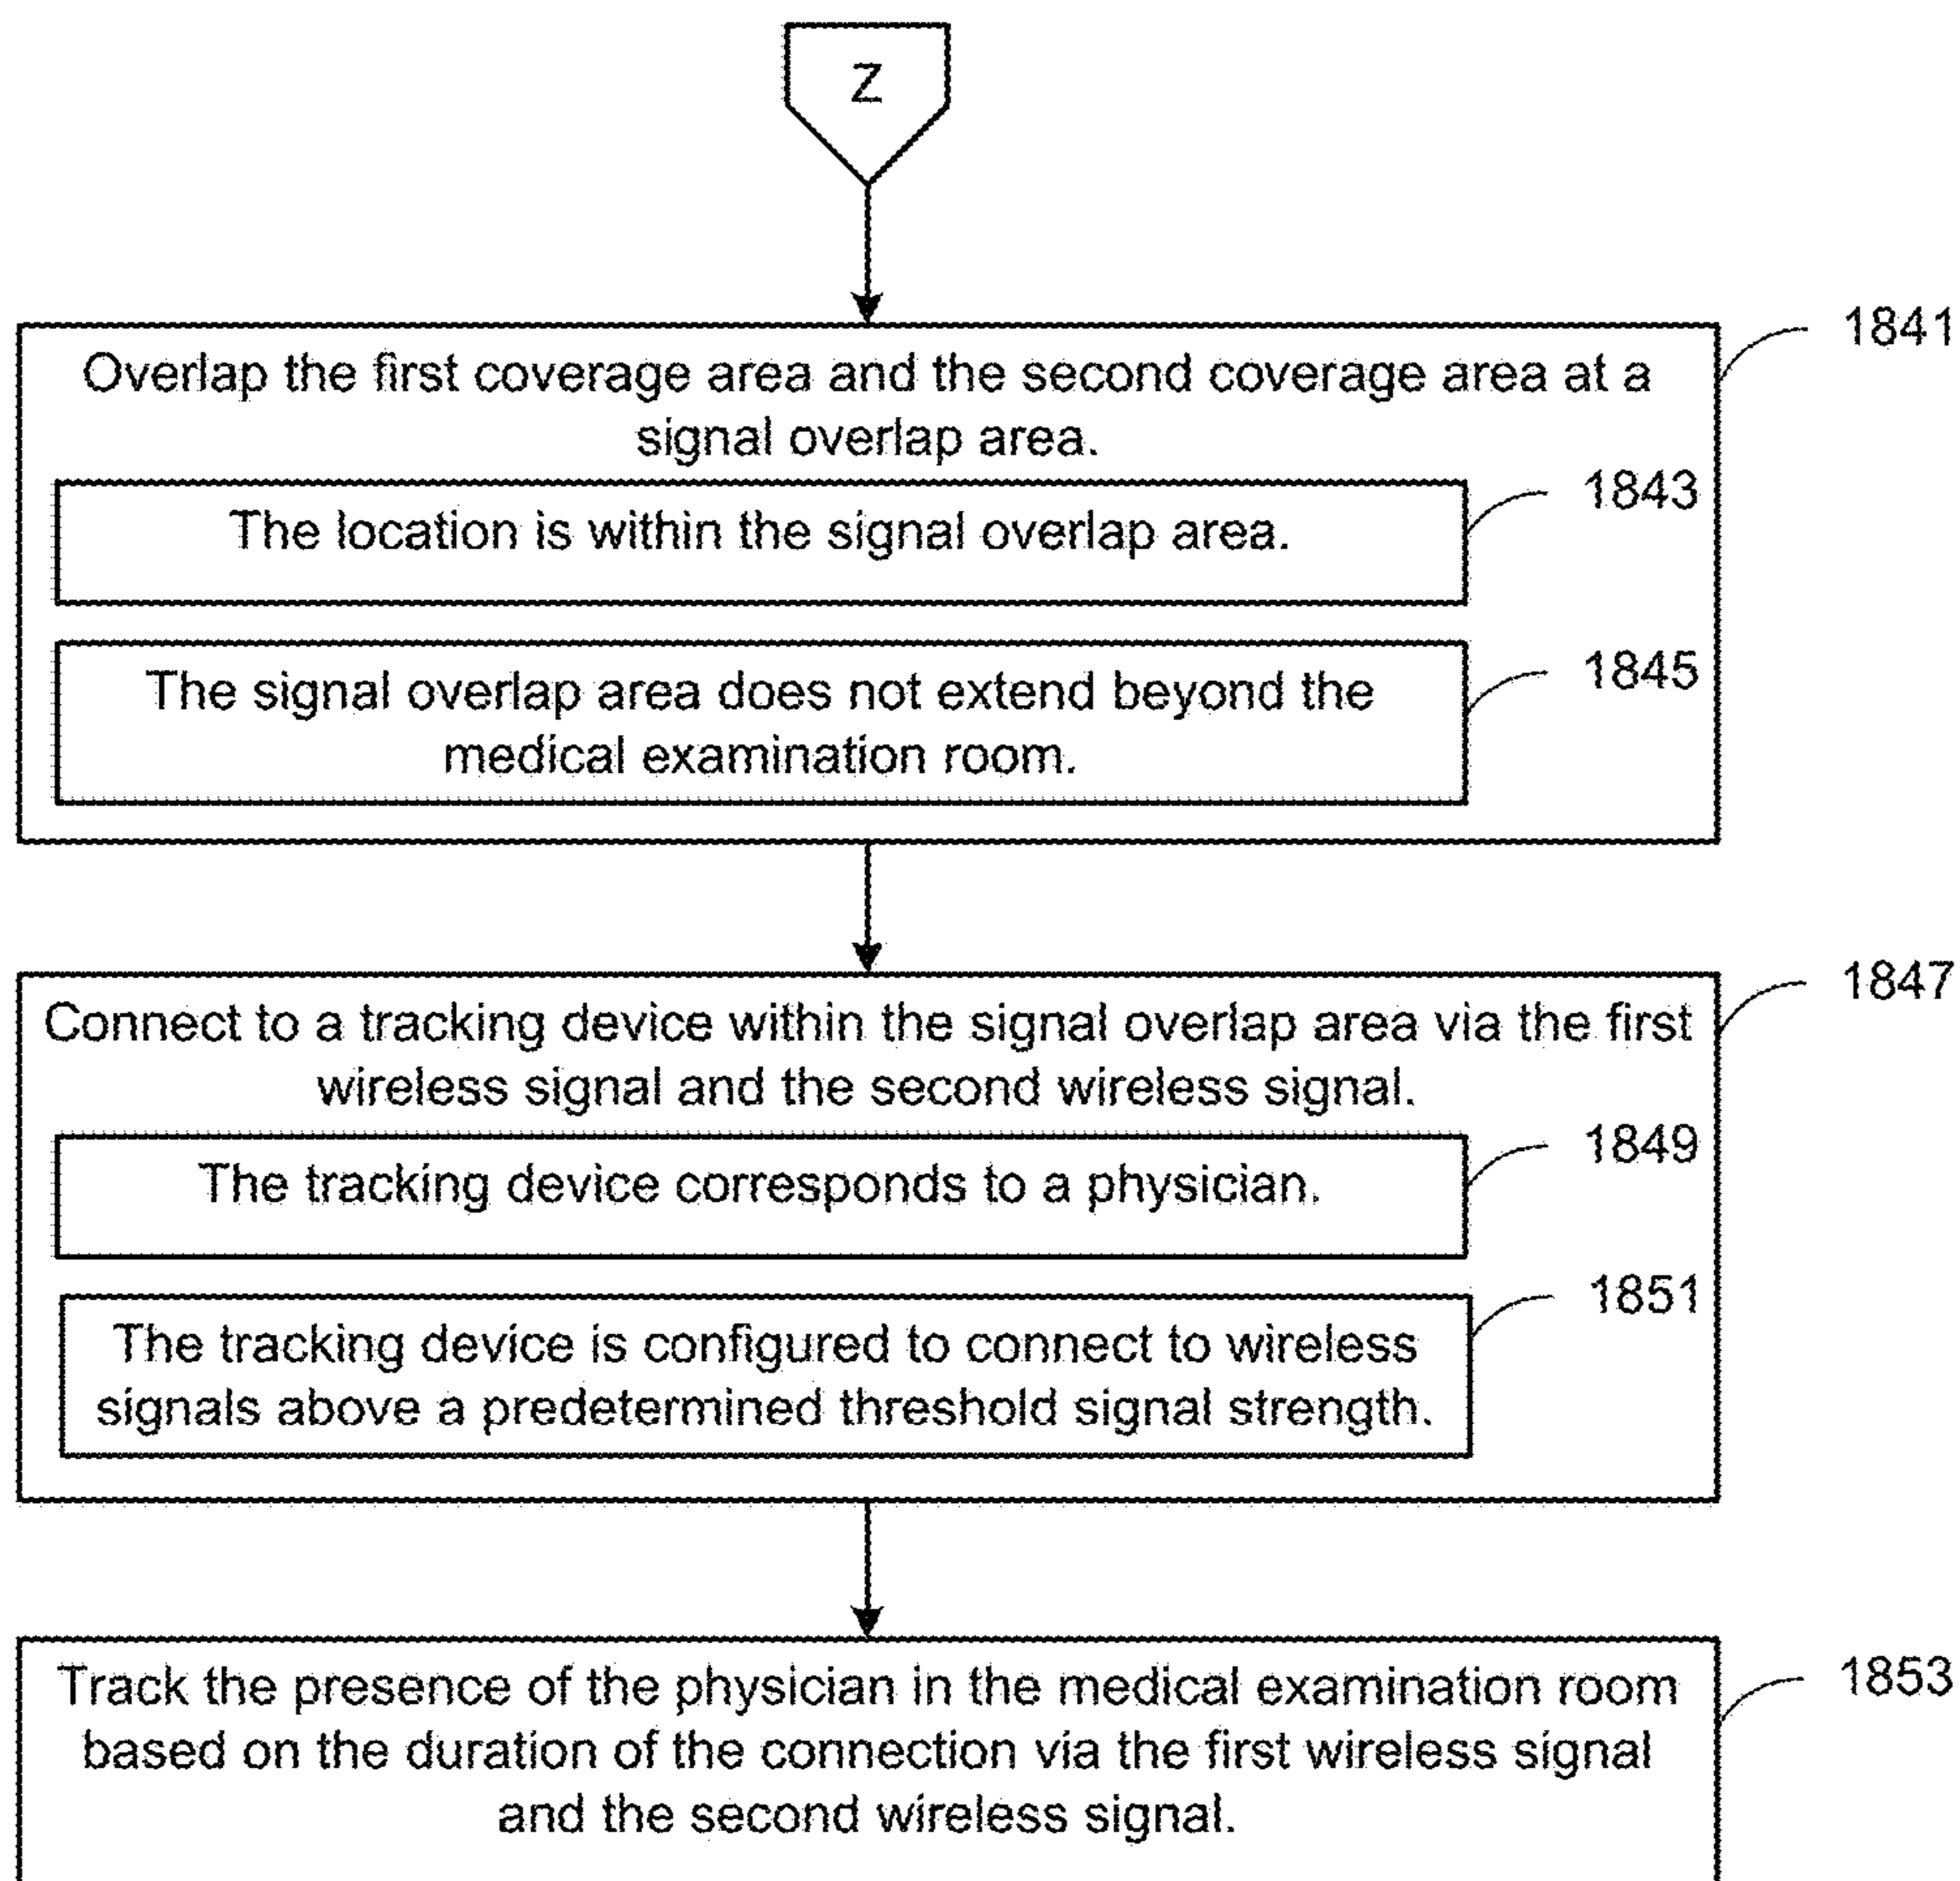 Z
1841
Overlap the first coverage area and the second coverage area at a
signal overlap area.
1843
The location is within the signal overlap area.
1845
The signal overlap area does not extend beyond the
medical examination room.
1847
Connect to a tracking device within the signal overlap area via the first
wireless signal and the second wireless signal.
1849
The tracking device corresponds to a physician.
1851
The tracking device is configured to connect to wireless
signals above a predetermined threshold signal strength.
1853
Track the presence of the physician in the medical examination room
based on the duration of the connection via the first wireless signal
and the second wireless signal.